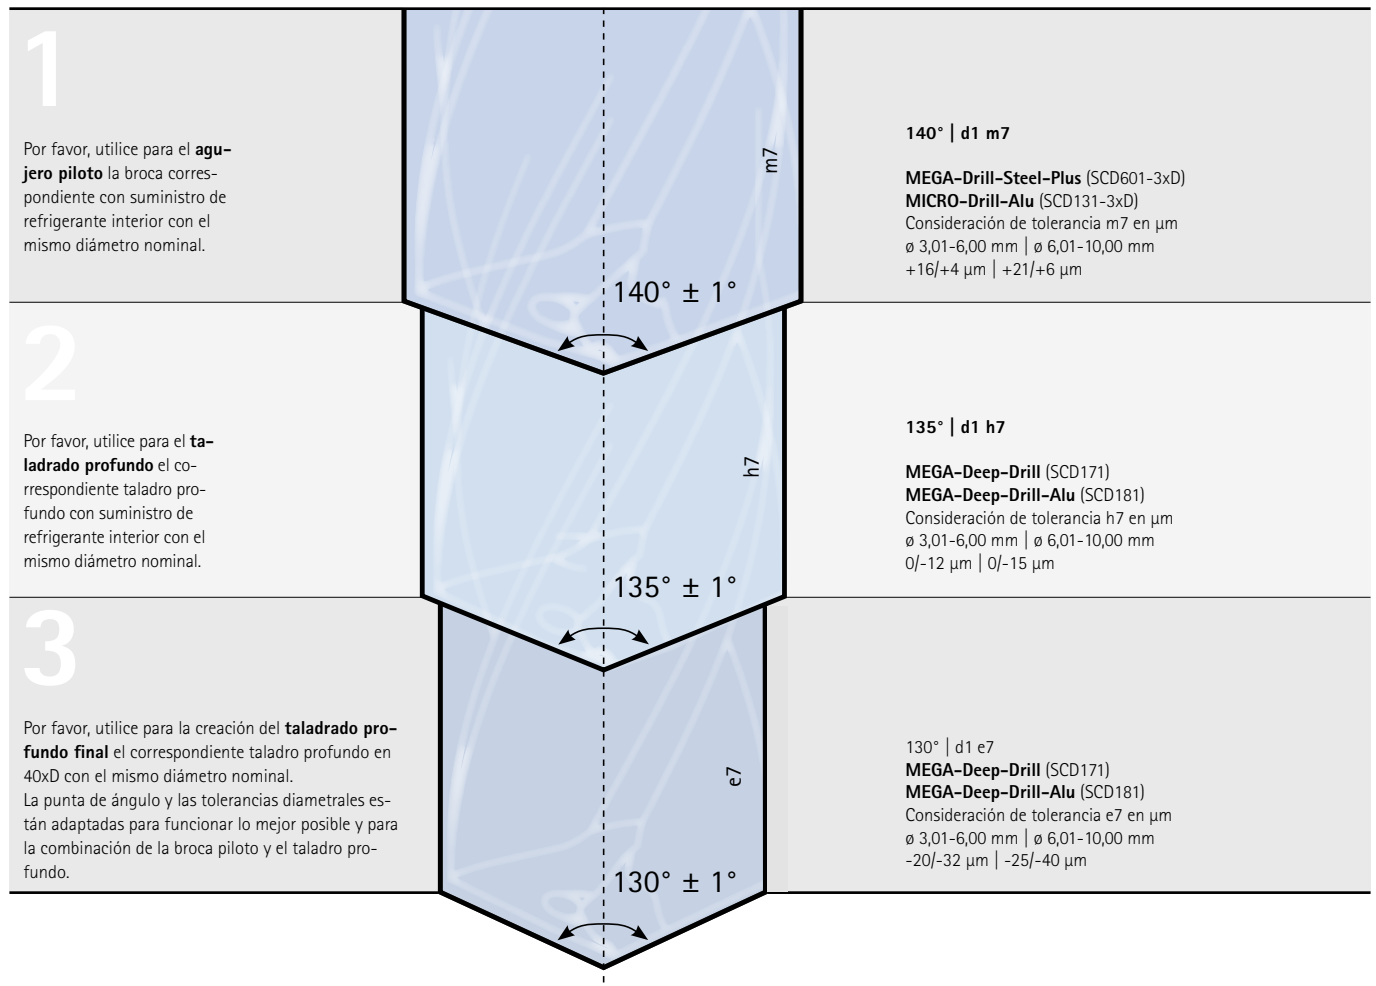 1
Por favor, utilice para el agu-
jero piloto la broca corres-
pondiente con suministro de
refrigerante interior con el
mismo diámetro nominal.
m7
140° ± 1°
140° | d1 m7
MEGA-Drill-Steel-Plus (SCD601-3xD)
MICRO-Drill-Alu (SCD131-3xD)
Consideración de tolerancia m7 en µm
ø 3,01-6,00 mm | ø 6,01-10,00 mm
+16/+4 µm | +21/+6 µm
2
Por favor, utilice para el ta-
ladrado profundo el co-
rrespondiente taladro pro-
fundo con suministro de
refrigerante interior con el
mismo diámetro nominal.
h7
135° ± 1°
135° | d1 h7
MEGA-Deep-Drill (SCD171)
MEGA-Deep-Drill-Alu (SCD181)
Consideración de tolerancia h7 en µm
ø 3,01-6,00 mm | ø 6,01-10,00 mm
0/-12 µm | 0/-15 µm
3
Por favor, utilice para la creación del taladrado pro-
fundo final el correspondiente taladro profundo en
40xD con el mismo diámetro nominal.
La punta de ángulo y las tolerancias diametrales es-
tán adaptadas para funcionar lo mejor posible y para
la combinación de la broca piloto y el taladro pro-
fundo.
e7
130° ± 1°
130° | d1 e7
MEGA-Deep-Drill (SCD171)
MEGA-Deep-Drill-Alu (SCD181)
Consideración de tolerancia e7 en µm
ø 3,01-6,00 mm | ø 6,01-10,00 mm
-20/-32 µm | -25/-40 µm